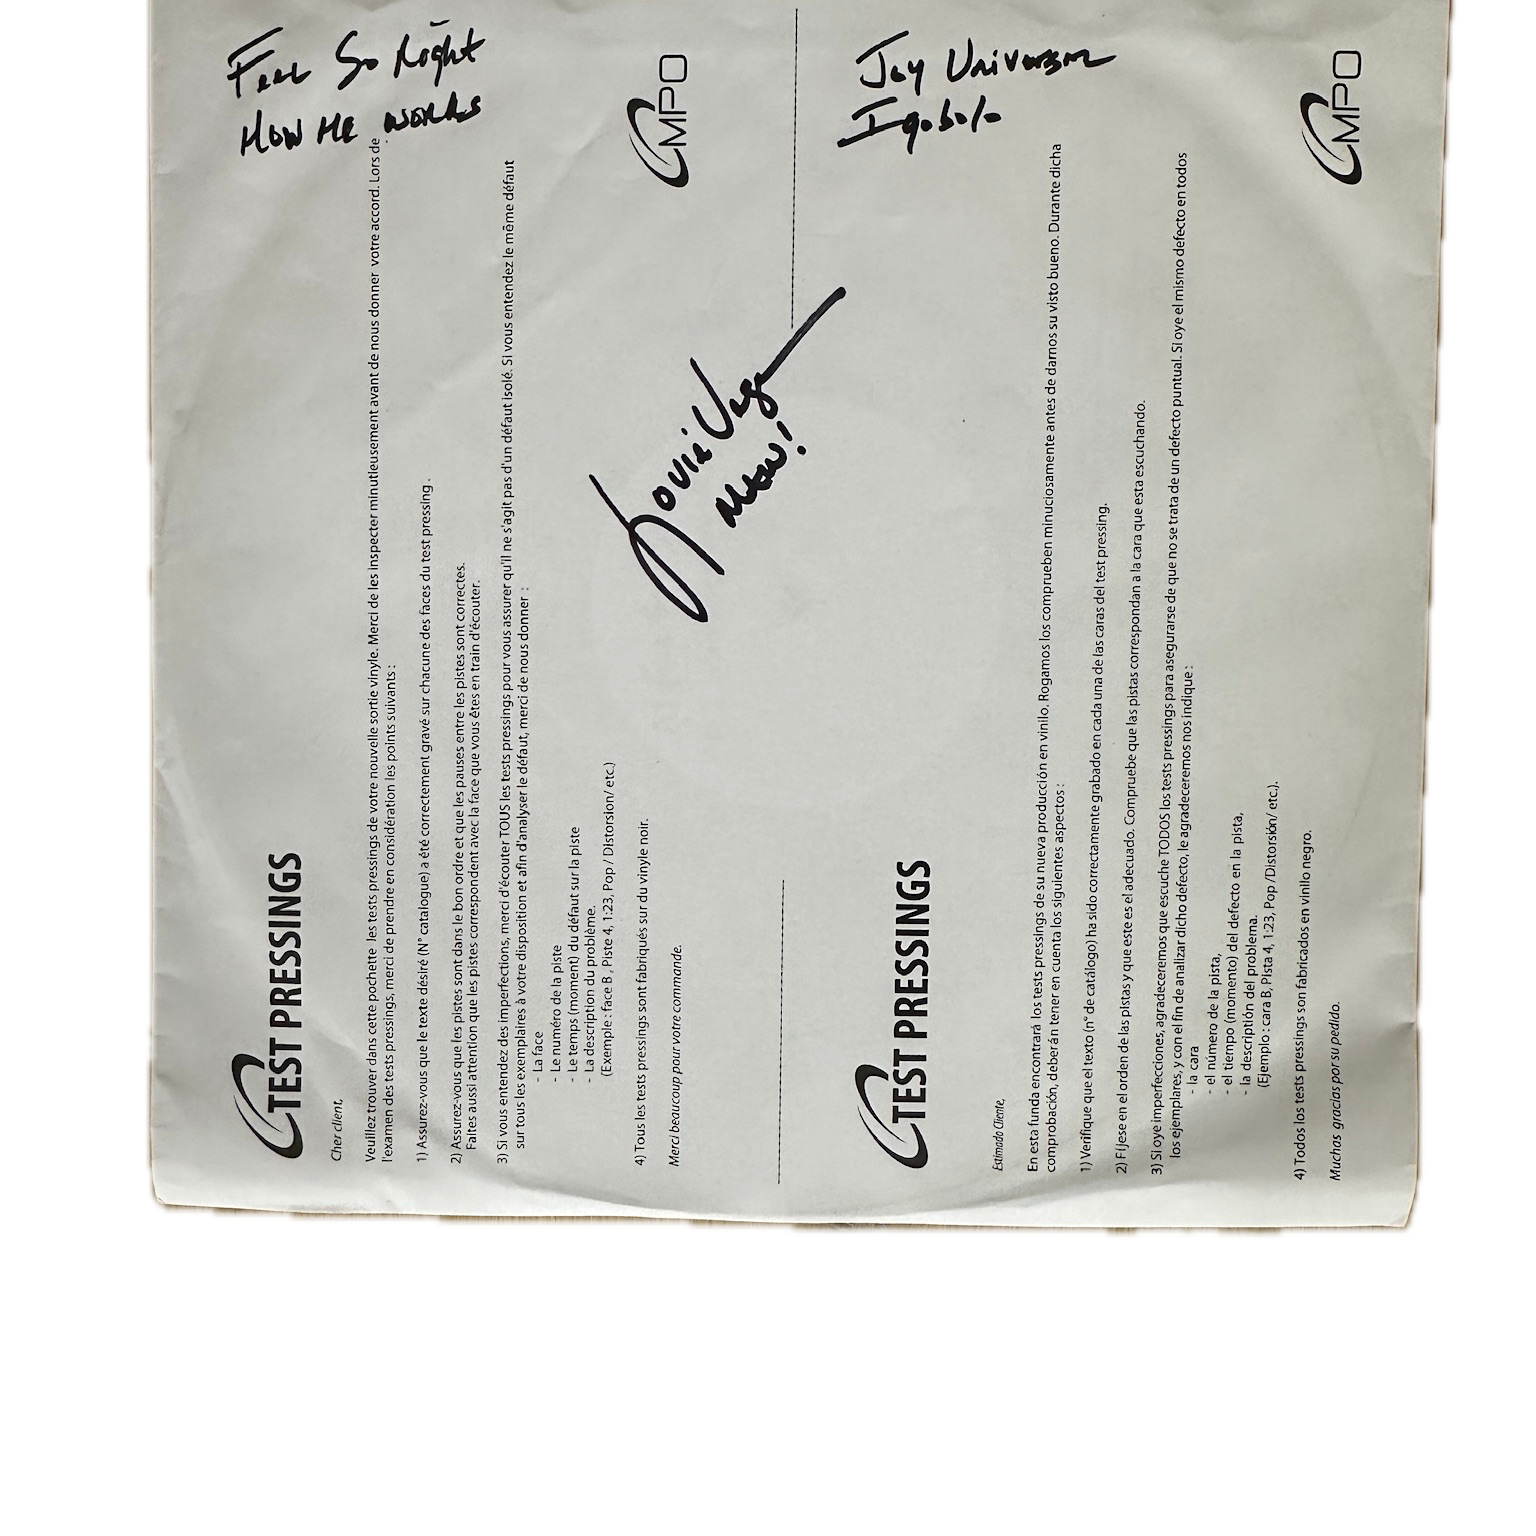 Feel So Right
How He Works
Joy Universal
Igobolo
Louie Vega
MAW!
MPO
TEST PRESSINGS
Cher client,
Veuillez trouver dans cette pochette les tests pressings de votre nouvelle sortie vinyle. Merci de les inspecter minutieusement avant de nous donner votre accord. Lors de
l'examen des tests pressings, merci de prendre en considération les points suivants :
1) Assurez-vous que le texte désiré (N° catalogue) a été correctement gravé sur chacune des faces du test pressing .
2) Assurez-vous que les pistes sont dans le bon ordre et que les pauses entre les pistes sont correctes.
Faites aussi attention que les pistes correspondent avec la face que vous êtes en train d'écouter.
3) Si vous entendez des imperfections, merci d'écouter TOUS les tests pressings pour vous assurer qu'il ne s'agit pas d'un défaut isolé. Si vous entendez le même défaut
sur tous les exemplaires à votre disposition et afin d'analyser le défaut, merci de nous donner :
- La face
- Le numéro de la piste
- Le temps (moment) du défaut sur la piste
- La description du problème.
(Exemple : face B , Piste 4, 1:23, Pop / Distorsion/ etc.)
4) Tous les tests pressings sont fabriqués sur du vinyle noir.
Merci beaucoup pour votre commande.
MPO
TEST PRESSINGS
Estimado Cliente,
En esta funda encontrará los tests pressings de su nueva producción en vinilo. Rogamos los comprueben minuciosamente antes de darnos su visto bueno. Durante dicha
comprobación, deberán tener en cuenta los siguientes aspectos :
1) Verifique que el texto (n° de catálogo) ha sido correctamente grabado en cada una de las caras del test pressing.
2) Fíjese en el orden de las pistas y que este es el adecuado. Compruebe que las pistas correspondan a la cara que esta escuchando.
3) Si oye imperfecciones, agradeceremos que escuche TODOS los tests pressings para asegurarse de que no se trata de un defecto puntual. Si oye el mismo defecto en todos
los ejemplares, y con el fin de analizar dicho defecto, le agradeceremos nos indique :
- la cara
- el número de la pista,
- el tiempo (momento) del defecto en la pista,
- la descriptión del problema.
(Ejemplo : cara B, Pista 4, 1:23, Pop /Distorsión/ etc.).
4) Todos los tests pressings son fabricados en vinilo negro.
Muchas gracias por su pedido.